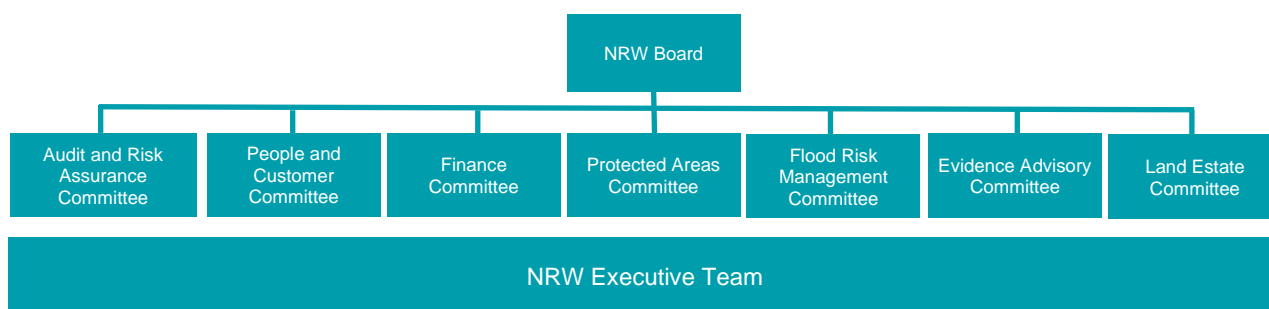 NRW Board
Audit and Risk
Assurance
Committee
People and
Customer
Committee
Finance
Committee
Protected Areas
Committee
Flood Risk
Management
Committee
Evidence Advisory
Committee
Land Estate
Committee
NRW Executive Team